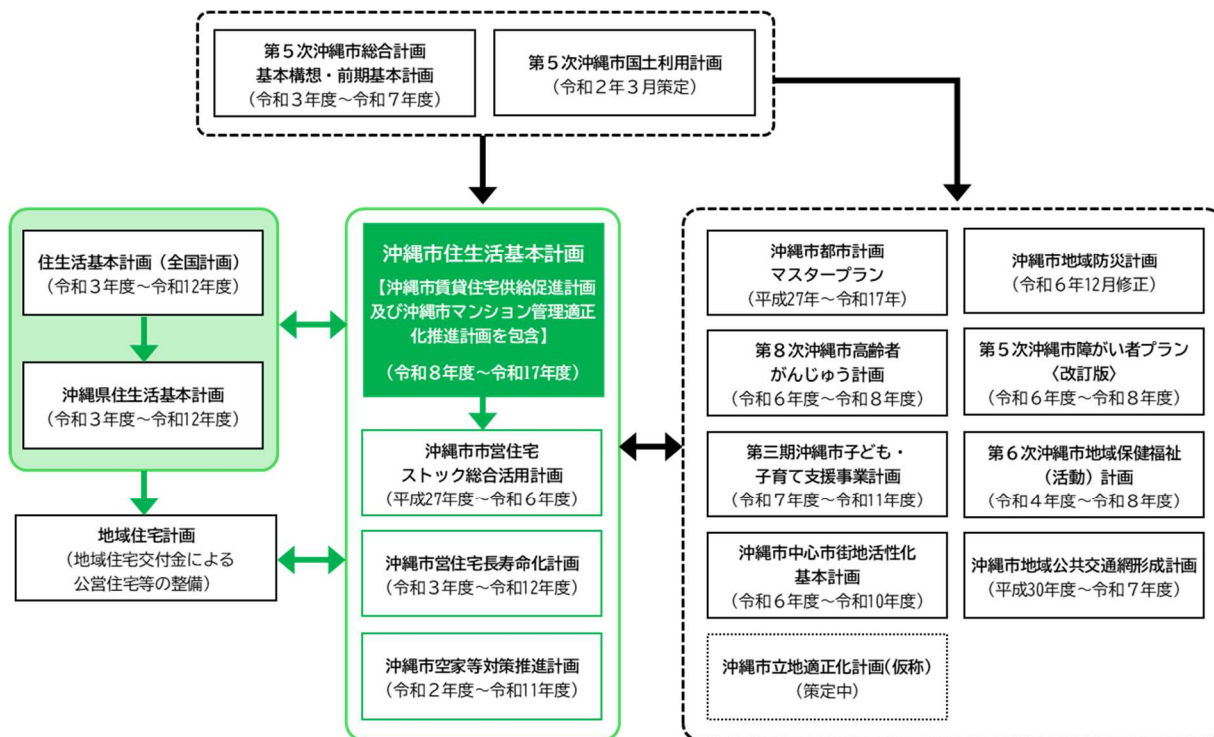 第５次沖縄市総合計画
基本構想・前期基本計画
（令和３年度～令和７年度）
第５次沖縄市国土利用計画
（令和２年３月策定）
住生活基本計画（全国計画）
（令和３年度～令和12年度）
沖縄県住生活基本計画
（令和３年度～令和12年度）
地域住宅計画
（地域住宅交付金による
公営住宅等の整備）
沖縄市住生活基本計画
【沖縄市賃貸住宅供給促進計画
及び沖縄市マンション管理適正
化推進計画を包含】
（令和８年度～令和17年度）
沖縄市市営住宅
ストック総合活用計画
（平成27年度～令和６年度）
沖縄市営住宅長寿命化計画
（令和３年度～令和12年度）
沖縄市空家等対策推進計画
（令和２年度～令和11年度）
沖縄市都市計画
マスタープラン
（平成27年～令和17年）
沖縄市地域防災計画
（令和６年12月修正）
第８次沖縄市高齢者
がんじゅう計画
（令和６年度～令和８年度）
第５次沖縄市障がい者プラン
〈改訂版〉
（令和６年度～令和８年度）
第三期沖縄市子ども・
子育て支援事業計画
（令和７年度～令和11年度）
第６次沖縄市地域保健福祉
（活動）計画
（令和４年度～令和８年度）
沖縄市中心市街地活性化
基本計画
（令和６年度～令和10年度）
沖縄市地域公共交通網形成計画
（平成30年度～令和７年度）
沖縄市立地適正化計画(仮称)
（策定中）